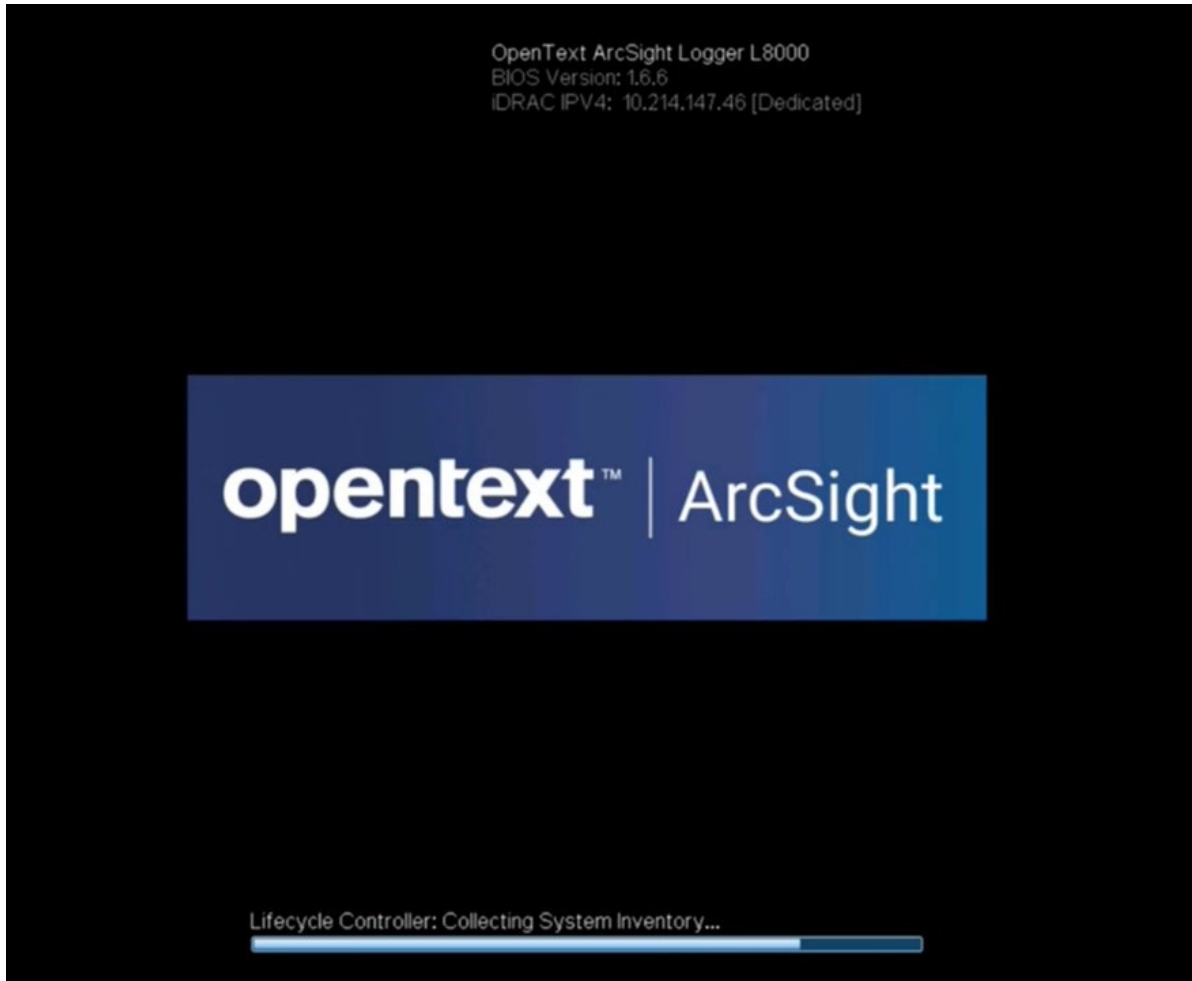 OpenText ArcSight Logger L8000
BIOS Version: 1.6.6
iDRAC IPV4: 10.214.147.46 [Dedicated]
opentext™ | ArcSight
Lifecycle Controller: Collecting System Inventory...